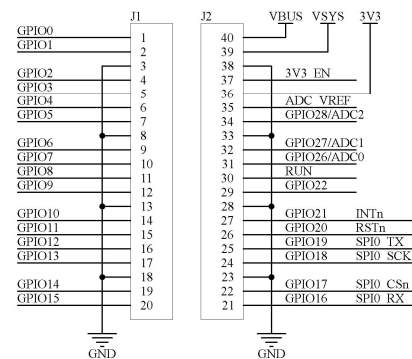 J1 J2 VBUS VSYS 3V3
GPIO0 1 40
GPIO1 2 39
3 38
GPIO2 4 37 3V3_EN
GPIO3 5 36
GPIO4 6 35 ADC_VREF
GPIO5 7 34 GPIO28/ADC2
8 33
GPIO6 9 32 GPIO27/ADC1
GPIO7 10 31 GPIO26/ADC0
GPIO8 11 30 RUN
GPIO9 12 29 GPIO22
13 28
GPIO10 14 27 GPIO21 INTn
GPIO11 15 26 GPIO20 RSTn
GPIO12 16 25 GPIO19 SPI0_TX
GPIO13 17 24 GPIO18 SPI0_SCK
18 23
GPIO14 19 22 GPIO17 SPI0_CSn
GPIO15 20 21 GPIO16 SPI0_RX
GND GND